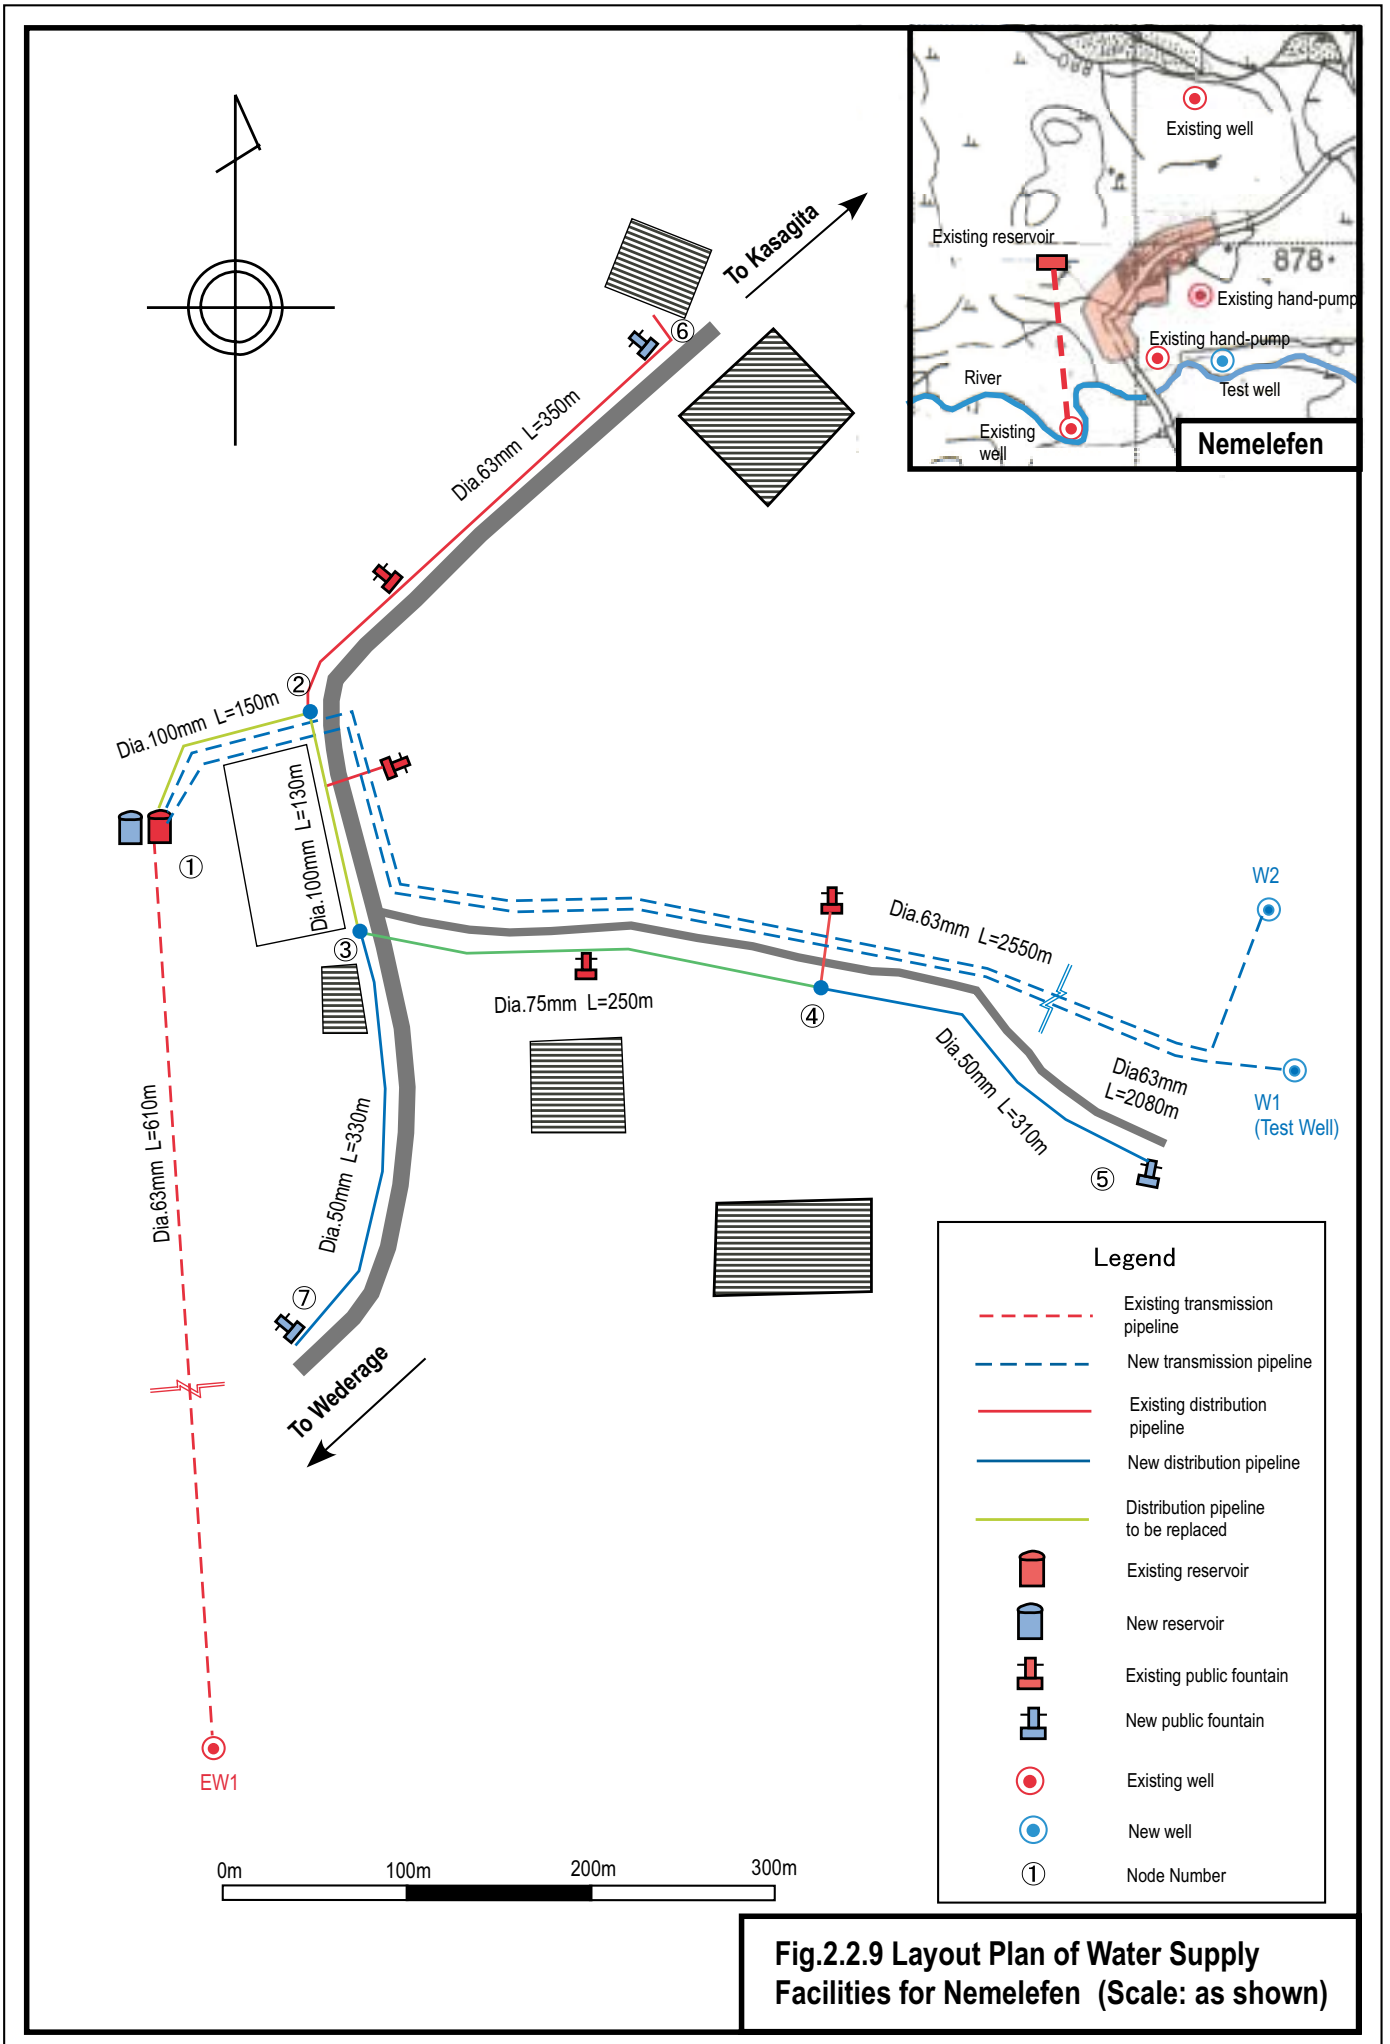 Existing well
Existing reservoir
878
Existing hand-pump
Existing hand-pump
River
Test well
Existing
well
Nemelefen
To Kasagita
⑥
Dia.63mm L=350m
②
Dia.100mm L=150m
Dia.100mm L=130m
①
③
W2
Dia.63mm L=2550m
Dia.75mm L=250m
④
Dia.50mm L=310m
Dia63mm
L=2080m
W1
(Test Well)
⑤
Dia.63mm L=610m
Dia.50mm L=330m
⑦
To Wederage
EW1
Legend
Existing transmission
pipeline
New transmission pipeline
Existing distribution
pipeline
New distribution pipeline
Distribution pipeline
to be replaced
Existing reservoir
New reservoir
Existing public fountain
New public fountain
Existing well
New well
① Node Number
0m 100m 200m 300m
Fig.2.2.9 Layout Plan of Water Supply
Facilities for Nemelefen (Scale: as shown)